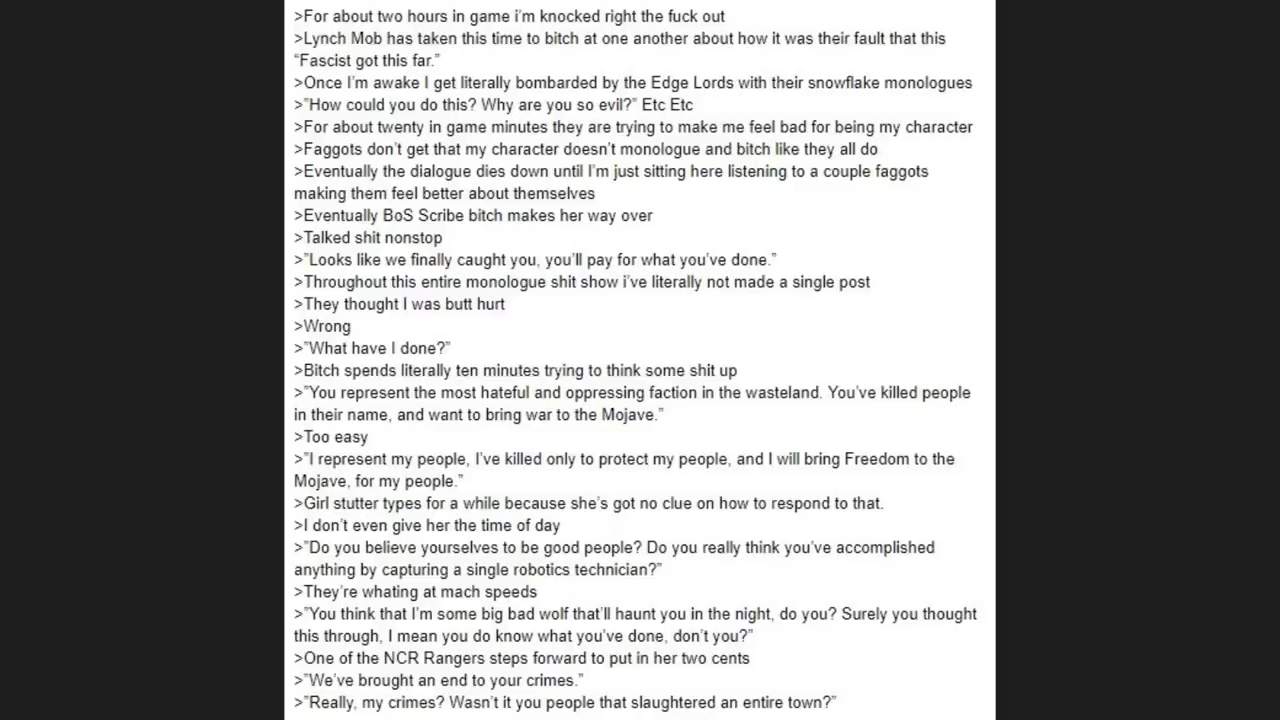 >For about two hours in game i'm knocked right the fuck out
>Lynch Mob has taken this time to bitch at one another about how it was their fault that this
“Fascist got this far.”
>Once I'm awake I get literally bombarded by the Edge Lords with their snowflake monologues
>”How could you do this? Why are you so evil?” Etc Etc
>For about twenty in game minutes they are trying to make me feel bad for being my character
>Faggots don't get that my character doesn't monologue and bitch like they all do
>Eventually the dialogue dies down until I'm just sitting here listening to a couple faggots
making them feel better about themselves
>Eventually BoS Scribe bitch makes her way over
>Talked shit nonstop
>”Looks like we finally caught you, you'll pay for what you've done.”
>Throughout this entire monologue shit show i've literally not made a single post
>They thought I was butt hurt
>Wrong
>”What have I done?”
>Bitch spends literally ten minutes trying to think some shit up
>”You represent the most hateful and oppressing faction in the wasteland. You've killed people
in their name, and want to bring war to the Mojave.”
>Too easy
>”I represent my people, I've killed only to protect my people, and I will bring Freedom to the
Mojave, for my people.”
>Girl stutter types for a while because she's got no clue on how to respond to that.
>I don't even give her the time of day
>”Do you believe yourselves to be good people? Do you really think you've accomplished
anything by capturing a single robotics technician?”
>They're whating at mach speeds
>”You think that I'm some big bad wolf that'll haunt you in the night, do you? Surely you thought
this through, I mean you do know what you've done, don't you?”
>One of the NCR Rangers steps forward to put in her two cents
>”We've brought an end to your crimes.”
>”Really, my crimes? Wasn't it you people that slaughtered an entire town?”